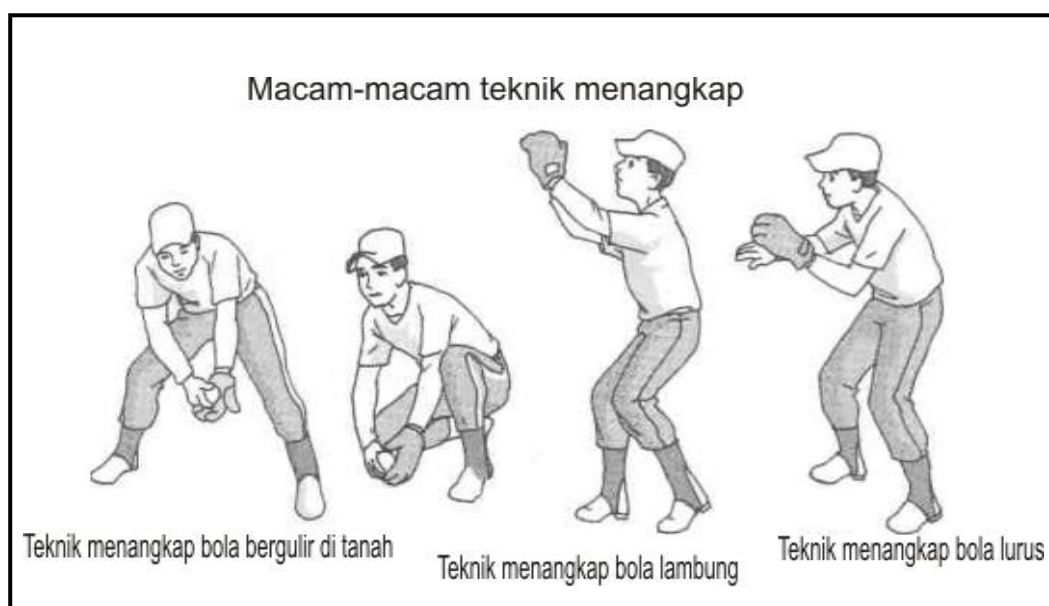 Macam-macam teknik menangkap
Teknik menangkap bola bergulir di tanah
Teknik menangkap bola lambung
Teknik menangkap bola lurus